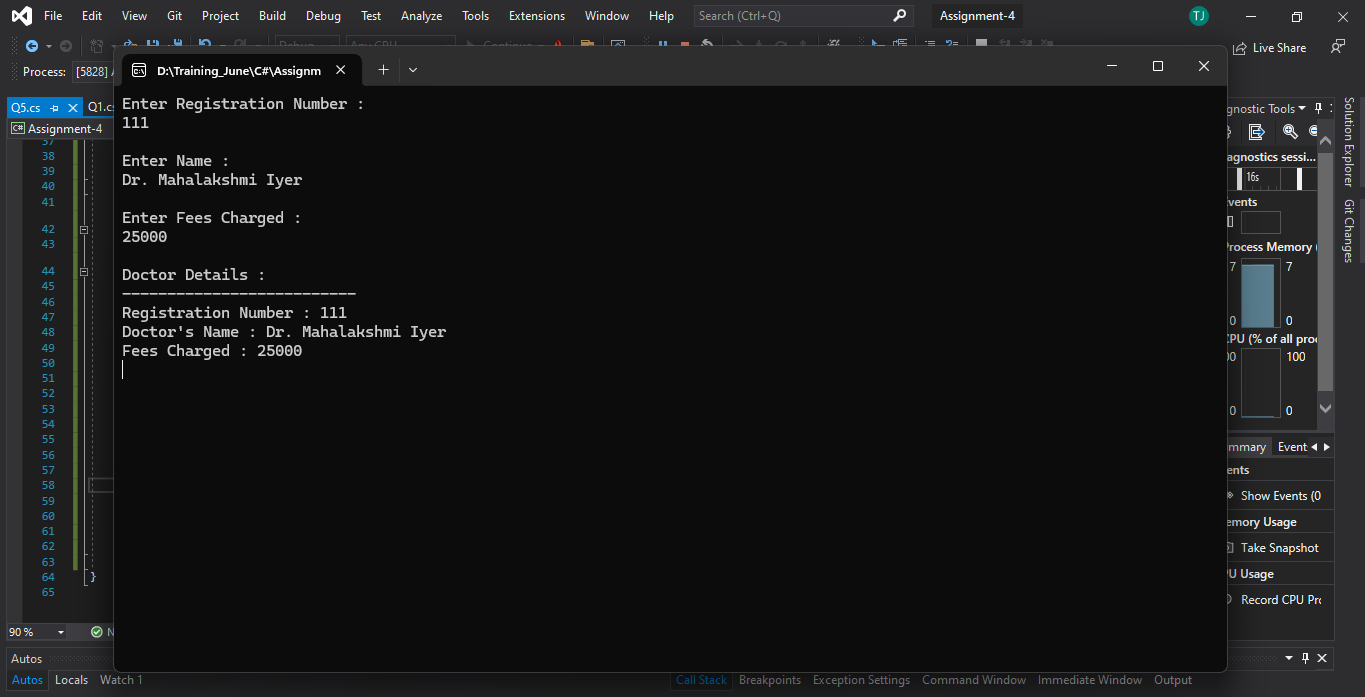 File Edit View Git Project Build Debug Test Analyze Tools Extensions Window Help Search (Ctrl+Q) Assignment-4 TJ
Live Share
Process: [5828]
D:\Training_June\C#\Assignm
Q5.cs Q1.cs
Assignment-4
Enter Registration Number :
111
Enter Name :
Dr. Mahalakshmi Iyer
Enter Fees Charged :
25000
Doctor Details :
--------------------------
Registration Number : 111
Doctor's Name : Dr. Mahalakshmi Iyer
Fees Charged : 25000
37
38
39
40
41
42
43
44
45
46
47
48
49
50
51
52
53
54
55
56
57
58
59
60
61
62
63
64 }
65
90 %
gnostic Tools
agnostics sessi...
16s
vents
Process Memory
7 7
0 0
CPU (% of all pro
00 100
0 0
mmary Event
ents
Show Events (0
emory Usage
Take Snapshot
U Usage
Record CPU Pr
Solution Explorer
Git Changes
Autos
Autos Locals Watch 1
Call Stack Breakpoints Exception Settings Command Window Immediate Window Output